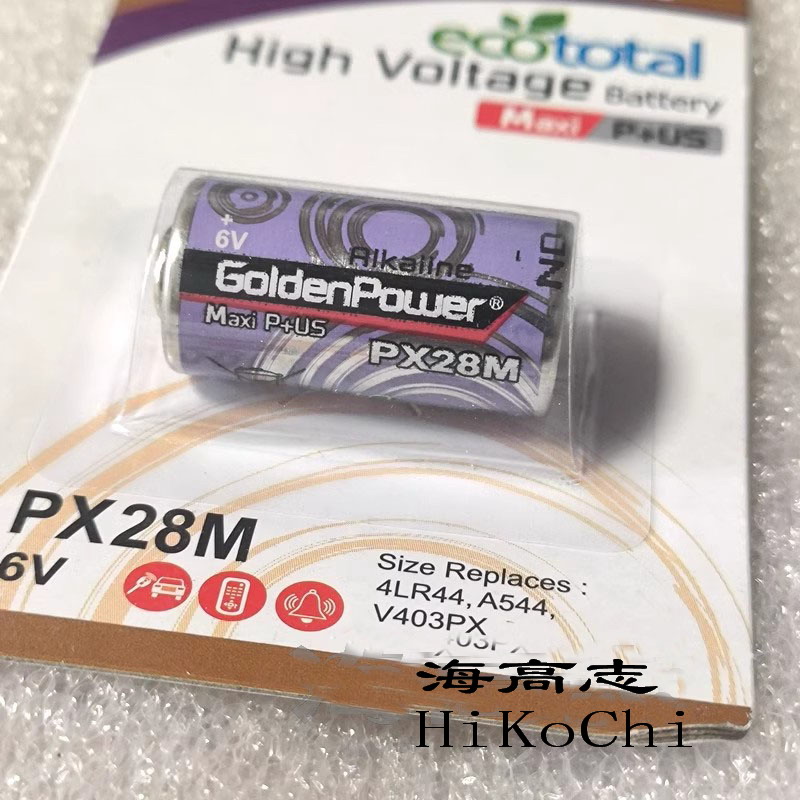 ecototal
High Voltage Battery
Maxi P+US
+
6V
Alkaline
GoldenPower®
Maxi P+US
PX28M
PX28M
6V
Size Replaces :
4LR44, A544,
V403PX
海高志
HiKoChi